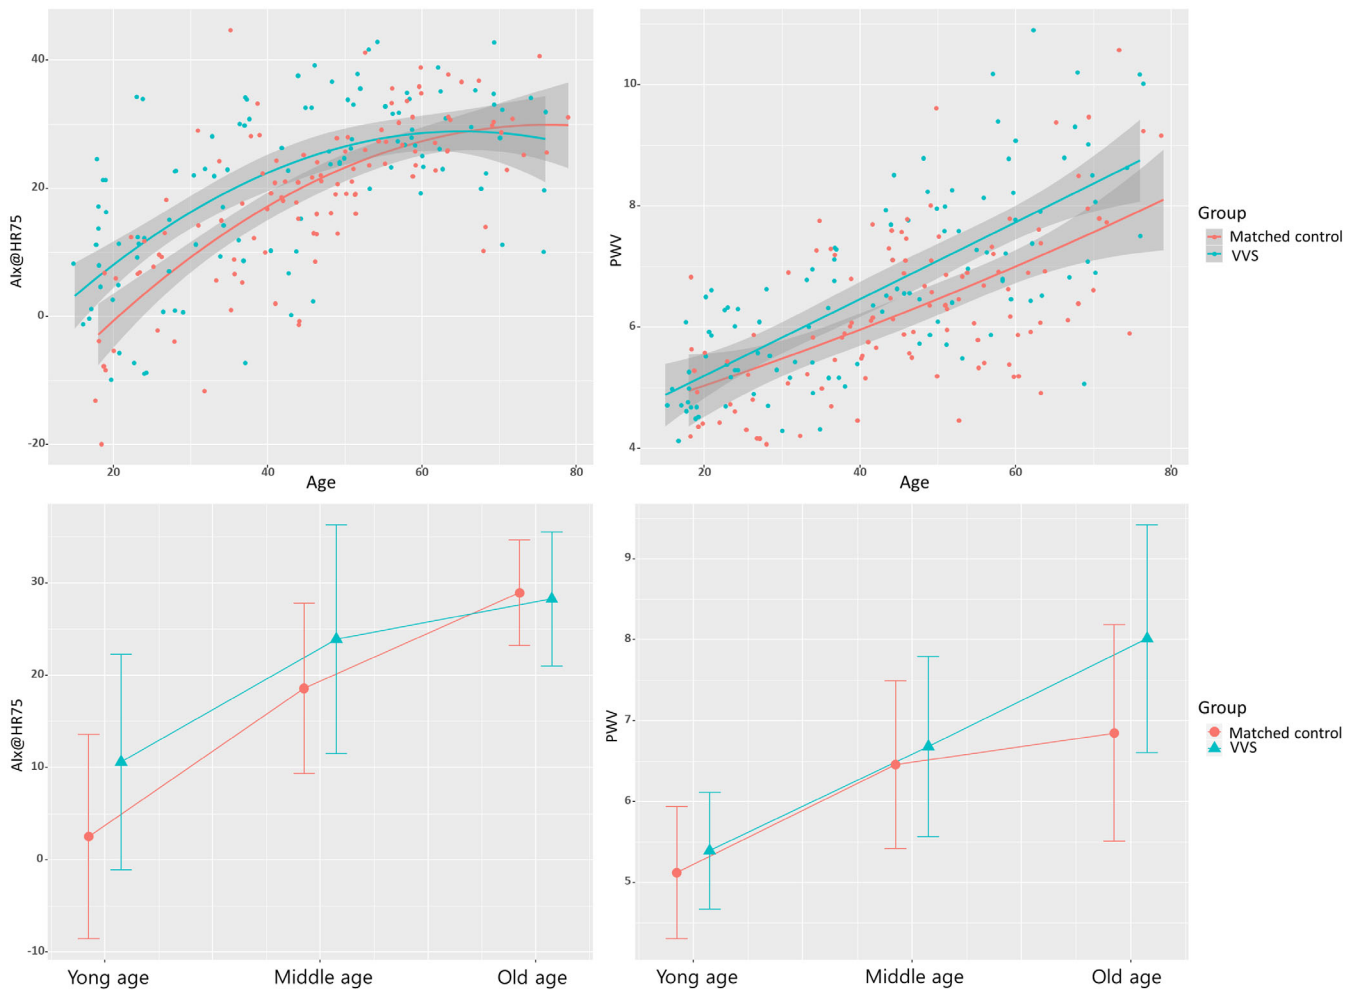 40
20
0
-20
20
40
60
80
AIx@HR75
Age
10
8
6
4
20
40
60
80
PWV
Age
Group
Matched control
VVS
30
20
10
0
-10
AIx@HR75
Yong age
Middle age
Old age
9
8
7
6
5
PWV
Yong age
Middle age
Old age
Group
Matched control
VVS